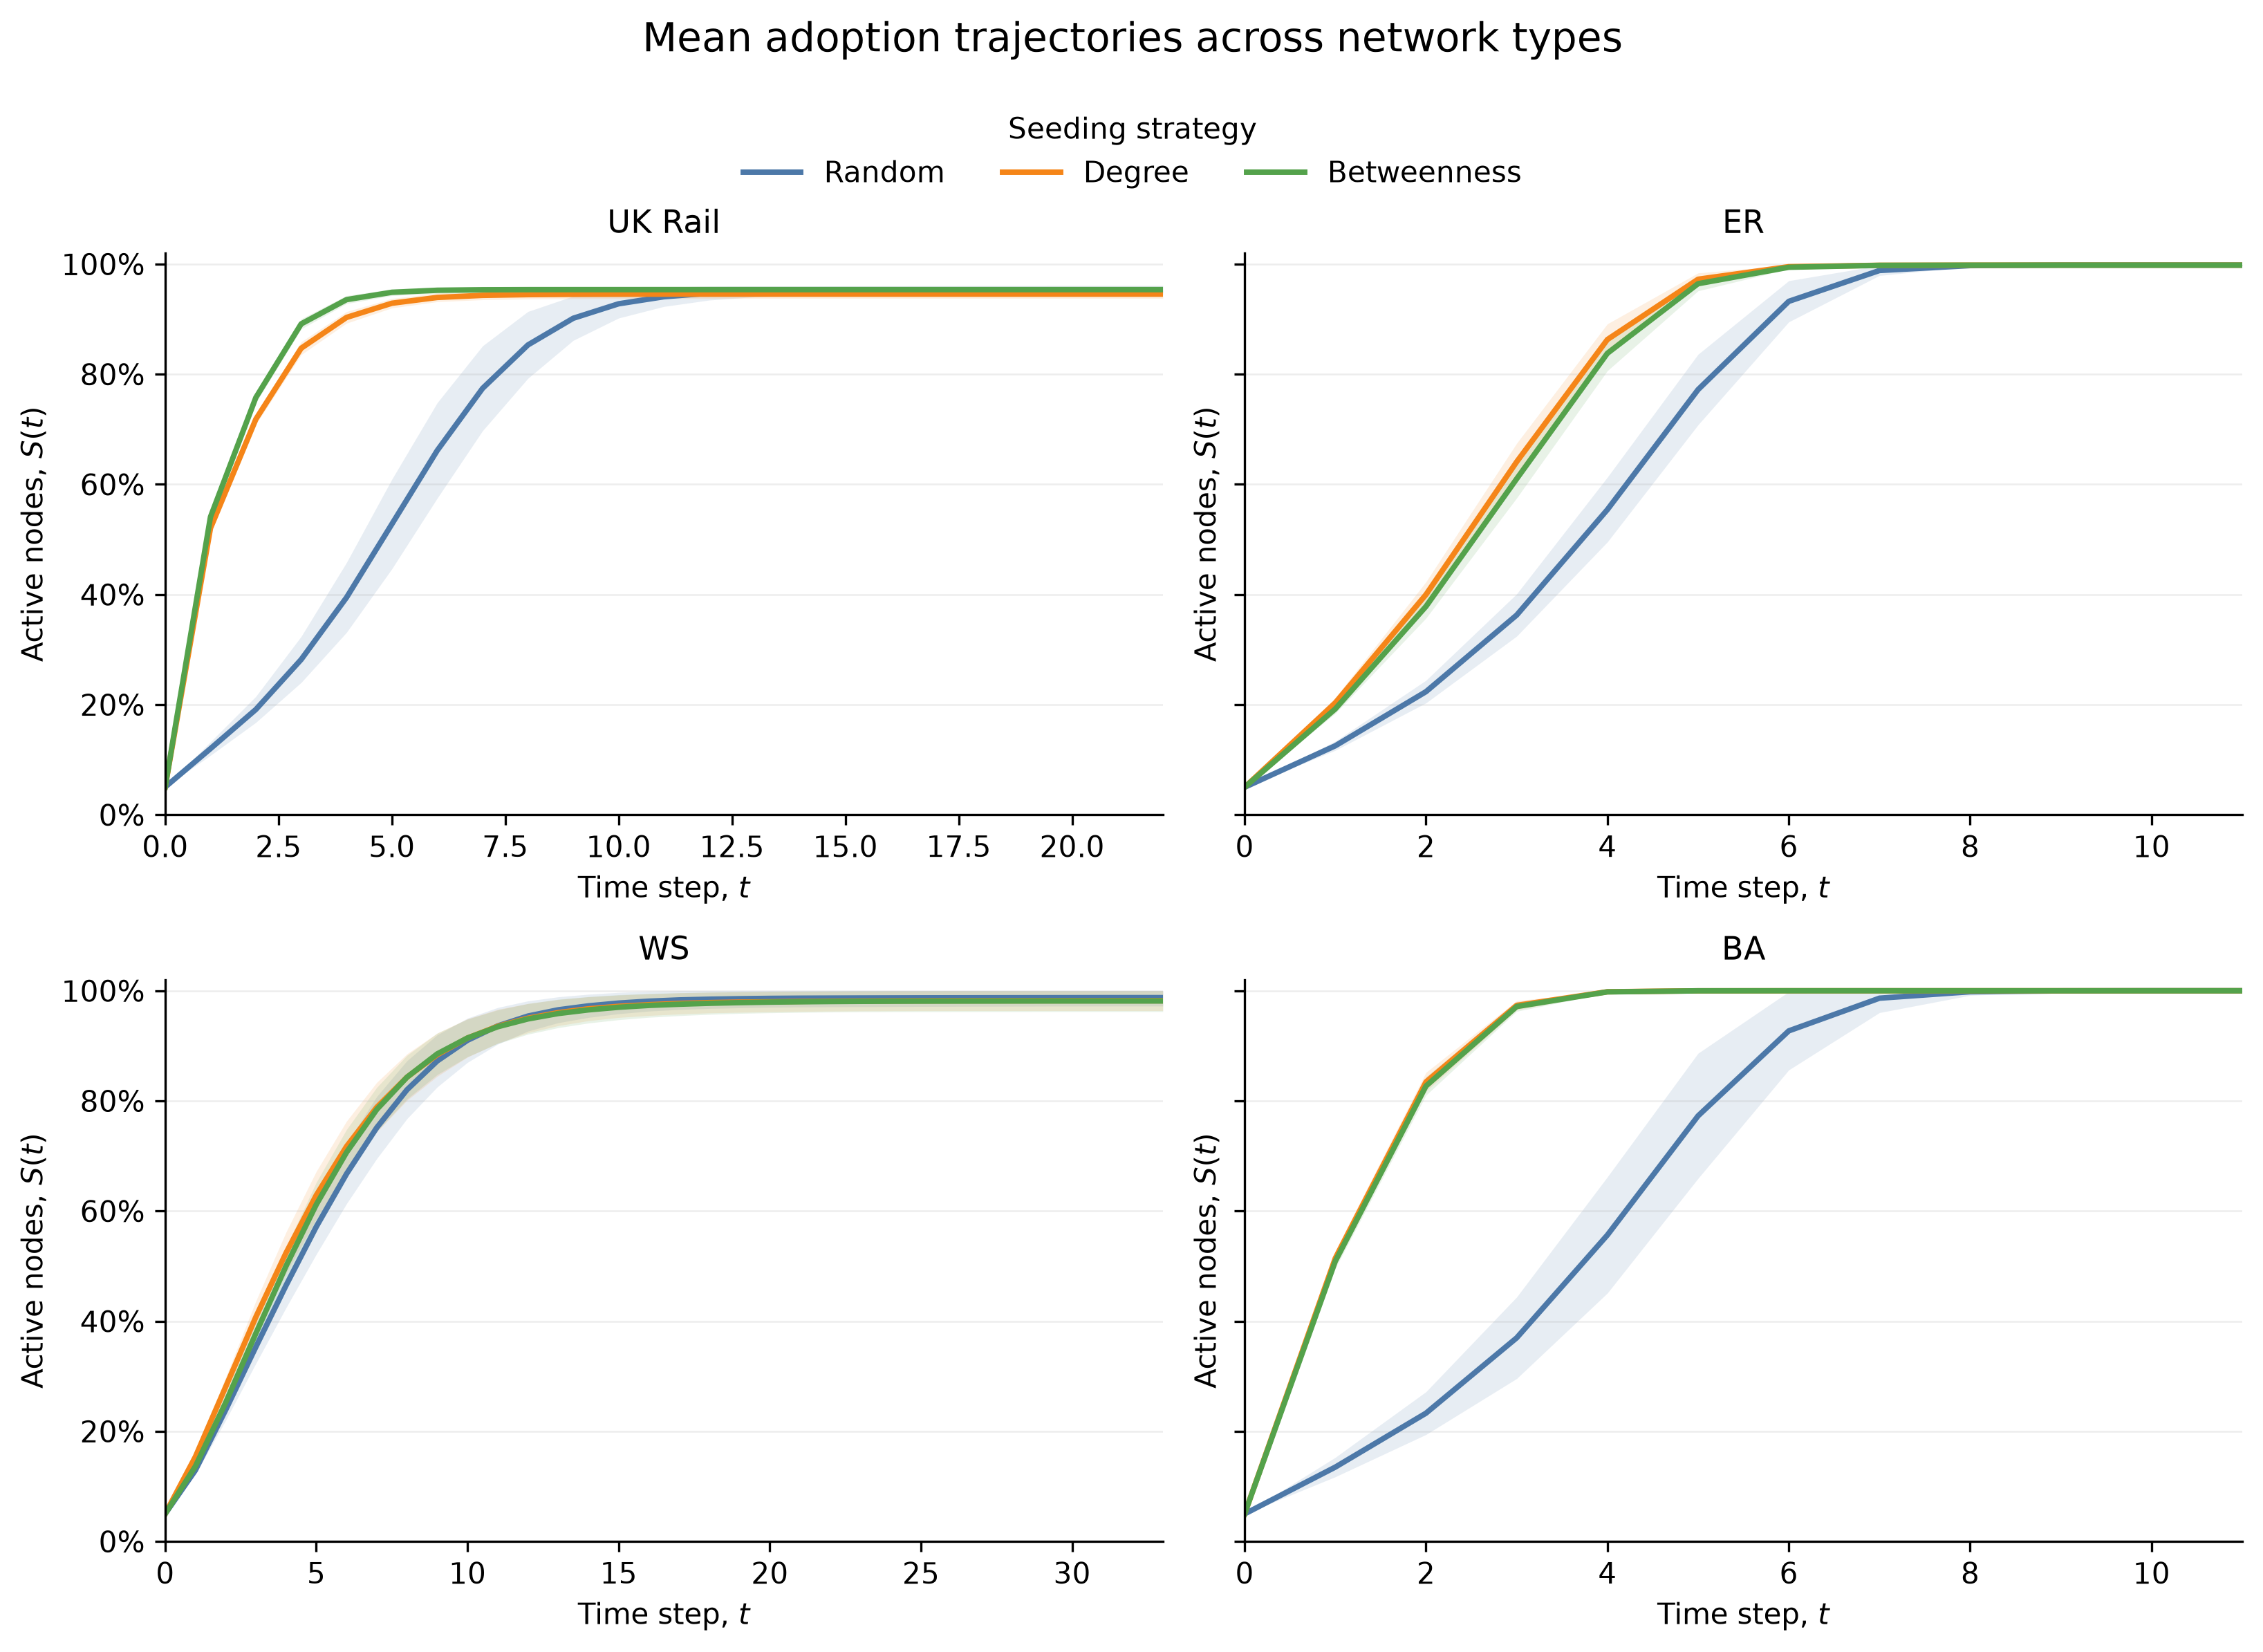 Mean adoption trajectories across network types
Seeding strategy
Random Degree Betweenness
UK Rail
100%
80%
60%
40%
20%
0%
Active nodes, S(t)
0.0 2.5 5.0 7.5 10.0 12.5 15.0 17.5 20.0
Time step, t
ER
Active nodes, S(t)
0 2 4 6 8 10
Time step, t
WS
100%
80%
60%
40%
20%
0%
Active nodes, S(t)
0 5 10 15 20 25 30
Time step, t
BA
Active nodes, S(t)
0 2 4 6 8 10
Time step, t